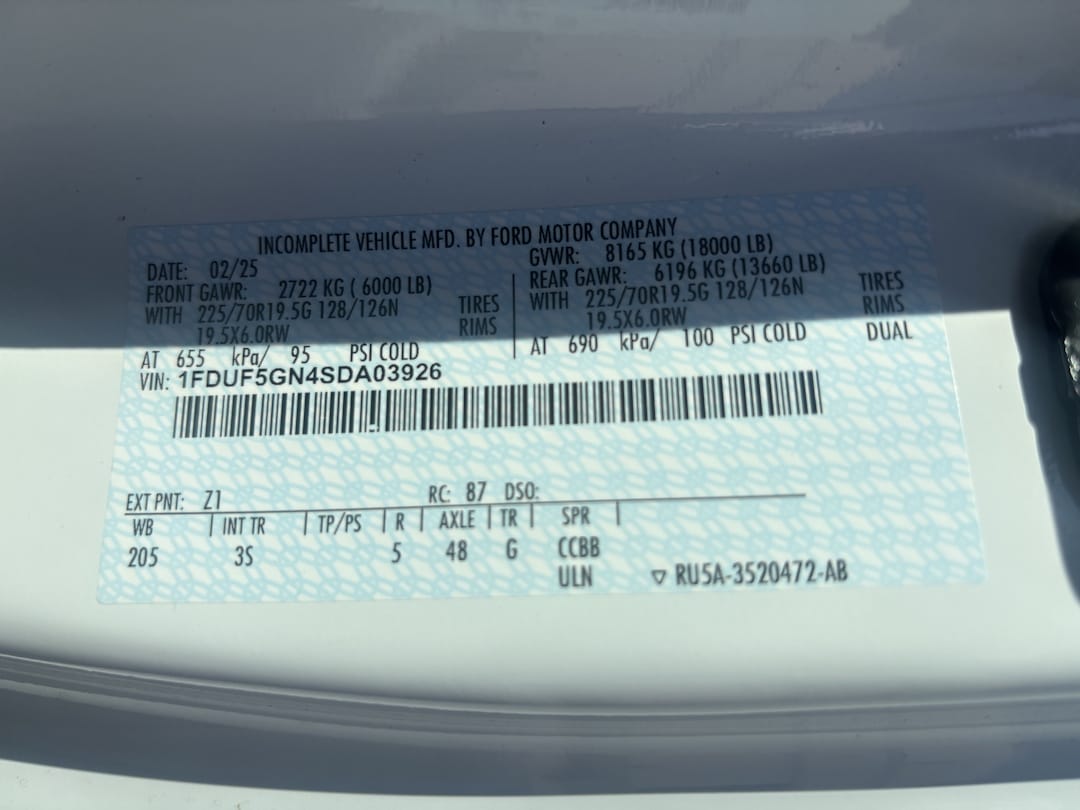 INCOMPLETE VEHICLE MFD. BY FORD MOTOR COMPANY
DATE: 02/25
GVWR: 8165 KG (18000 LB)
FRONT GAWR: 2722 KG ( 6000 LB)
REAR GAWR: 6196 KG (13660 LB)
WITH 225/70R19.5G 128/126N TIRES
WITH 225/70R19.5G 128/126N TIRES
19.5X6.0RW RIMS
19.5X6.0RW RIMS
AT 655 kPa/ 95 PSI COLD
AT 690 kPa/ 100 PSI COLD DUAL
VIN: 1FDUF5GN4SDA03926
EXT PNT: Z1 RC: 87 DSO:
WB | INT TR | TP/PS | R | AXLE | TR | SPR |
205 3S 5 48 G CCBB
ULN ▽ RU5A-3520472-AB